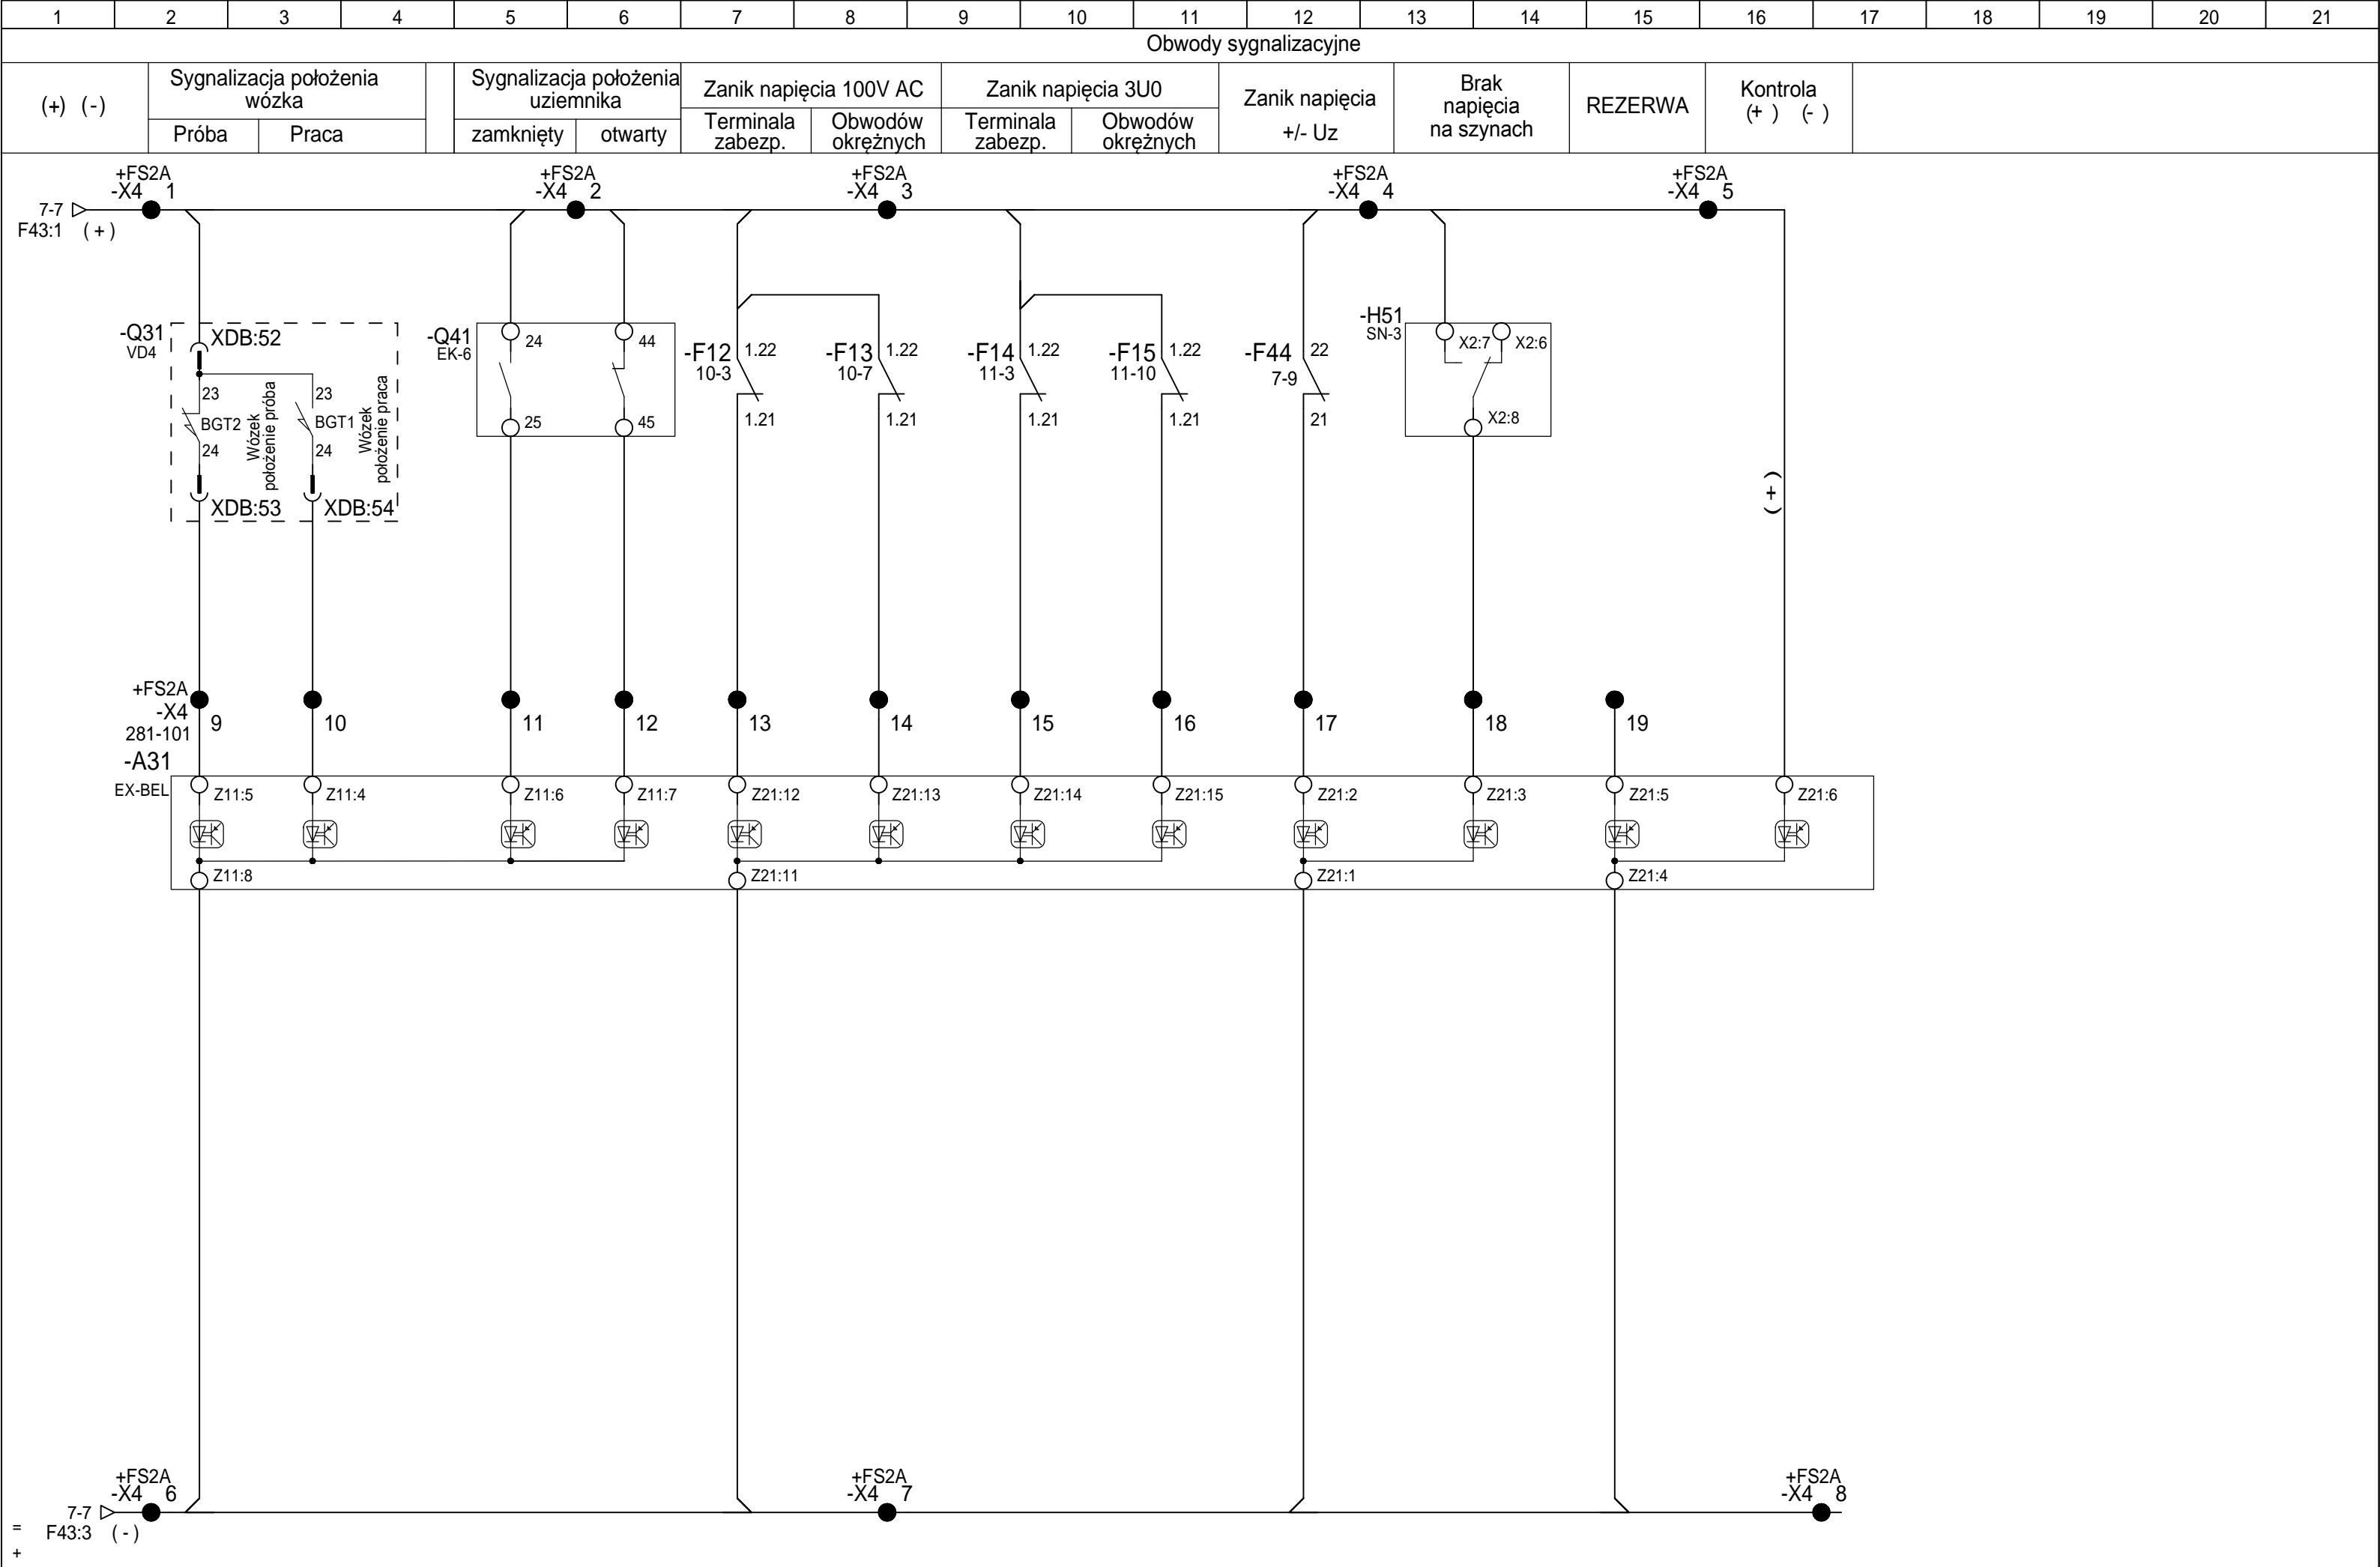 1 2 3 4 5 6 7 8 9 10 11 12 13 14 15 16 17 18 19 20 21
Obwody sygnalizacyjne
(+) (-)
Sygnalizacja położenia
wózka
Próba Praca
Sygnalizacja położenia
uziemnika
zamknięty otwarty
Zanik napięcia 100V AC
Terminala
zabezp.
Obwodów
okrężnych
Zanik napięcia 3U0
Terminala
zabezp.
Obwodów
okrężnych
Zanik napięcia
+/- Uz
Brak
napięcia
na szynach
REZERWA
Kontrola
(+ ) (- )
+FS2A
-X4 1
+FS2A
-X4 2
+FS2A
-X4 3
+FS2A
-X4 4
+FS2A
-X4 5
7-7
F43:1 ( + )
-Q31
VD4
XDB:52
23
BGT2
24
Wózek
położenie próba
23
BGT1
24
Wózek
położenie praca
XDB:53
XDB:54
-Q41
EK-6
24
25
44
45
-F12
10-3
1.22
1.21
-F13
10-7
1.22
1.21
-F14
11-3
1.22
1.21
-F15
11-10
1.22
1.21
-F44
7-9
22
21
-H51
SN-3
X2:7
X2:6
X2:8
( + )
+FS2A
-X4
281-101
9 10 11 12 13 14 15 16 17 18 19
-A31
EX-BEL
Z11:5 Z11:4 Z11:6 Z11:7 Z21:12 Z21:13 Z21:14 Z21:15 Z21:2 Z21:3 Z21:5 Z21:6
Z11:8 Z21:11 Z21:1 Z21:4
+FS2A
-X4 6
+FS2A
-X4 7
+FS2A
-X4 8
7-7
F43:3 ( - )
=
+